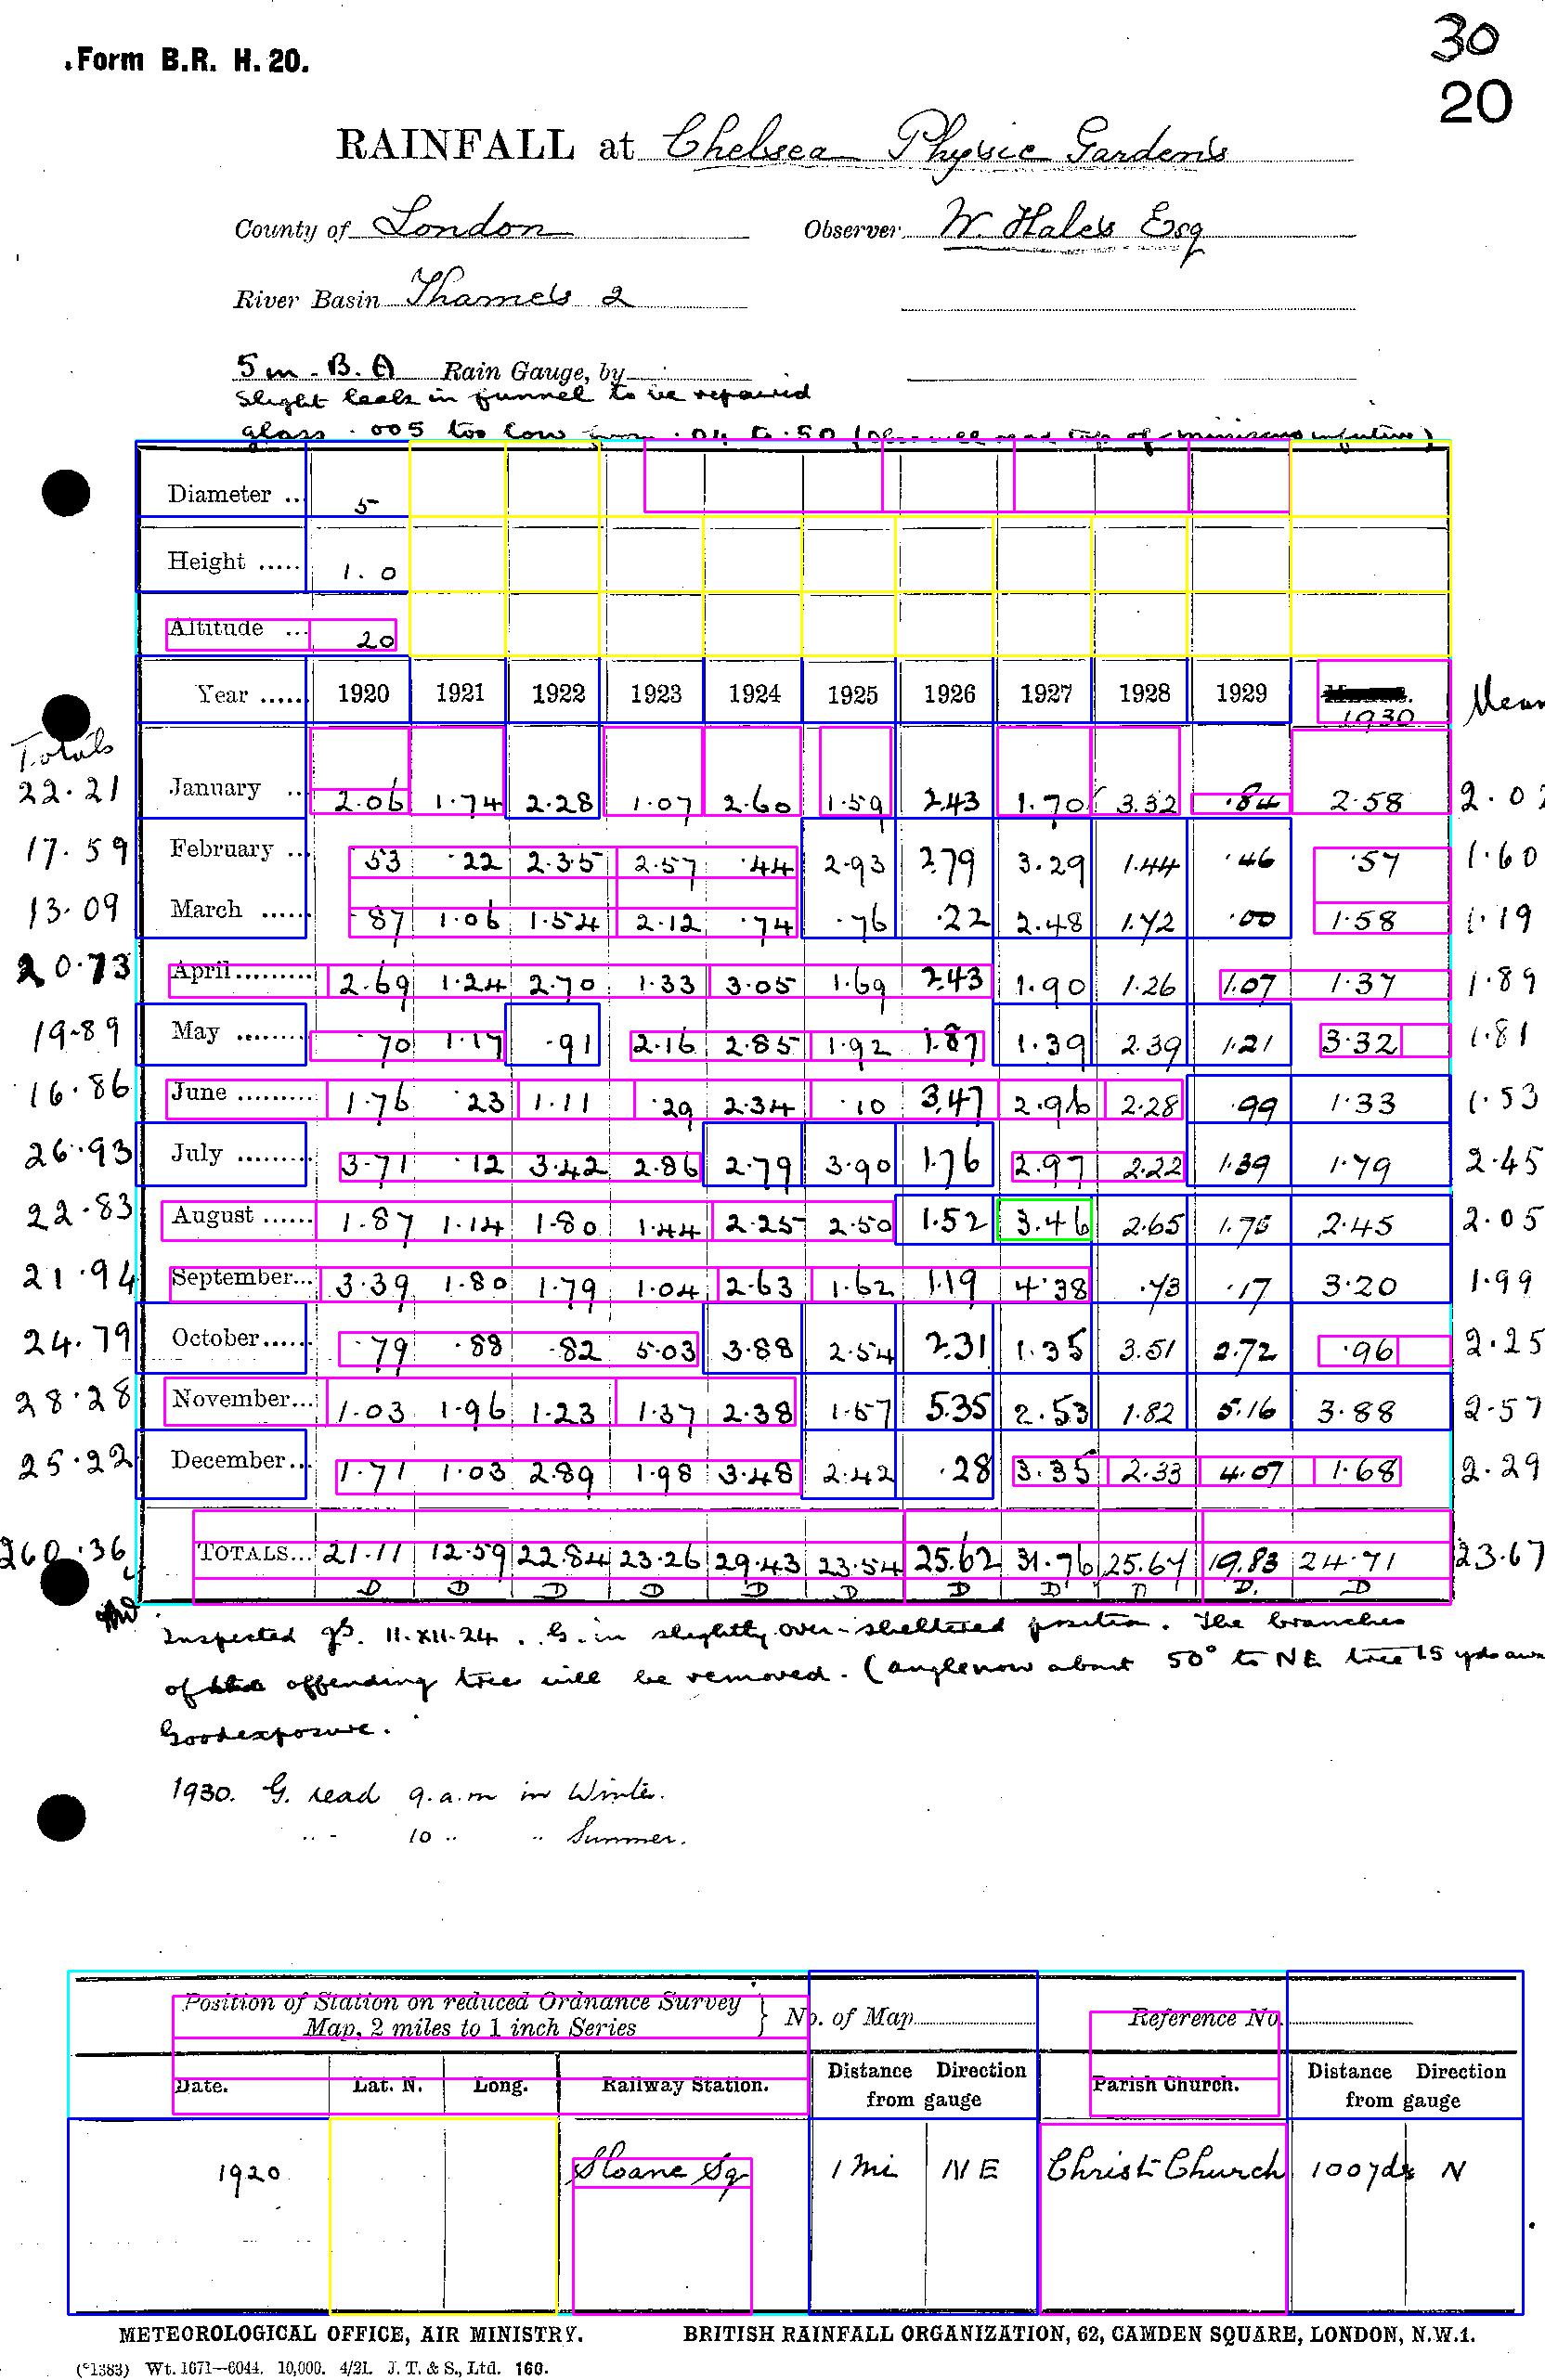 30
Form B.R. H. 20.
20
RAINFALL at Chelsea Physic Gardens
County of London Observer W. Hales Esq
River Basin Thames 2
5 in. B. A Rain Gauge, by
Slight leak in funnel to be repaired
glass .005 too low from .04 to .50 (Obs will read top of miniscus in future)
Diameter .. 5
Height ..... 1.0
Altitude ... 20
Year ...... 1920 1921 1922 1923 1924 1925 1926 1927 1928 1929 1930 Mean
Totals
22.21 January .. 2.06 1.74 2.28 1.07 2.60 1.59 2.43 1.70 3.32 .84 2.58 2.02
17.59 February ... .53 .22 2.35 2.57 .44 2.93 2.79 3.29 1.44 .46 .57 1.60
13.09 March ...... .87 1.06 1.54 2.12 .74 .76 .22 2.48 1.72 .00 1.58 1.19
20.73 April......... 2.69 1.24 2.70 1.33 3.05 1.69 2.43 1.90 1.26 1.07 1.37 1.89
19.89 May ......... .70 1.17 .91 2.16 2.85 1.92 1.87 1.39 2.39 1.21 3.32 1.81
16.86 June ......... 1.76 .23 1.11 .29 2.34 .10 3.47 2.96 2.28 .99 1.33 1.53
26.93 July ......... 3.71 .12 3.42 2.86 2.79 3.90 1.76 2.97 2.22 1.39 1.79 2.45
22.83 August ...... 1.87 1.14 1.80 1.44 2.25 2.50 1.52 3.46 2.65 1.75 2.45 2.05
21.94 September... 3.39 1.80 1.79 1.04 2.63 1.62 1.19 4.38 .73 .17 3.20 1.99
24.79 October...... .79 .88 .82 5.03 3.88 2.54 2.31 1.35 3.51 2.72 .96 2.25
28.28 November... 1.03 1.96 1.23 1.37 2.38 1.57 5.35 2.53 1.82 5.16 3.88 2.57
25.22 December... 1.71 1.03 2.89 1.98 3.48 2.42 .28 3.35 2.33 4.07 1.68 2.29
260.36 TOTALS... 21.11 12.59 22.84 23.26 29.43 23.54 25.62 31.76 25.67 19.83 24.71 23.67
D D D D D D D D D D. D
Inspected 11.XII.24. G. in slightly over-sheltered position. The branches
of offending tree will be removed. (angle now about 50° to NE tree 15 yds
Good exposure.
1930. G. read 9.a.m in Winter.
.. - 10 .. .. Summer.
Position of Station on reduced Ordnance Survey
Map, 2 miles to 1 inch Series } No. of Map Reference No.
Date. Lat. N. Long. Railway Station. Distance Direction from gauge Parish Church. Distance Direction from gauge
1920 Sloane Sq 1 mi NE Christ Church 100 yds N
METEOROLOGICAL OFFICE, AIR MINISTRY. BRITISH RAINFALL ORGANIZATION, 62, CAMDEN SQUARE, LONDON, N.W.1.
(*1383) Wt. 1671—6044. 10,000. 4/21. J. T. & S., Ltd. 160.